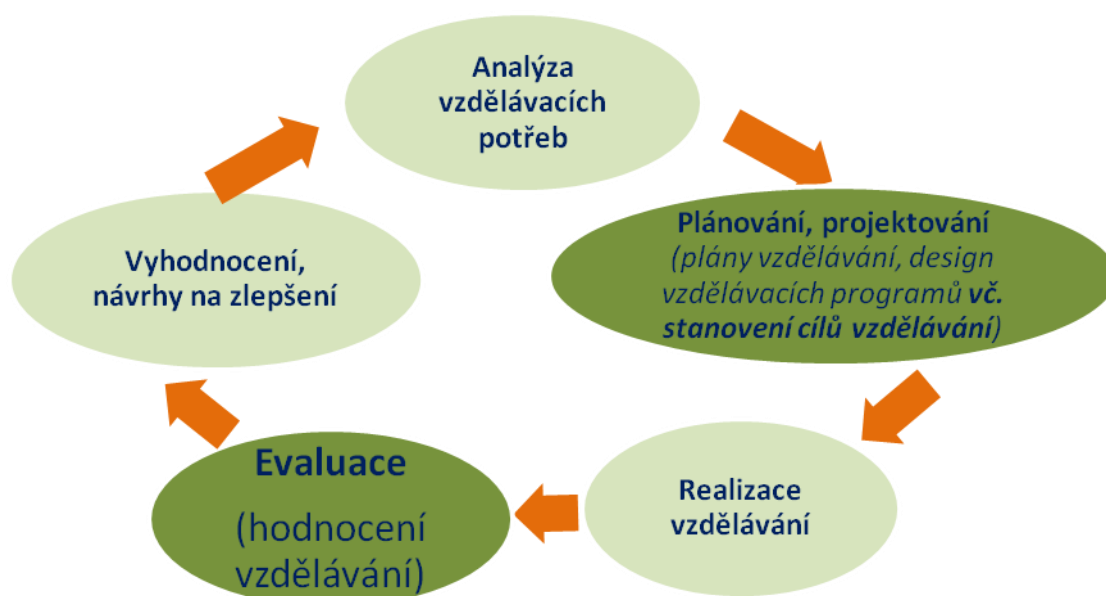 Analýza
vzdělávacích
potřeb
Plánování, projektování
(plány vzdělávání, design
vzdělávacích programů vč.
stanovení cílů vzdělávání)
Realizace
vzdělávání
Evaluace
(hodnocení
vzdělávání)
Vyhodnocení,
návrhy na zlepšení